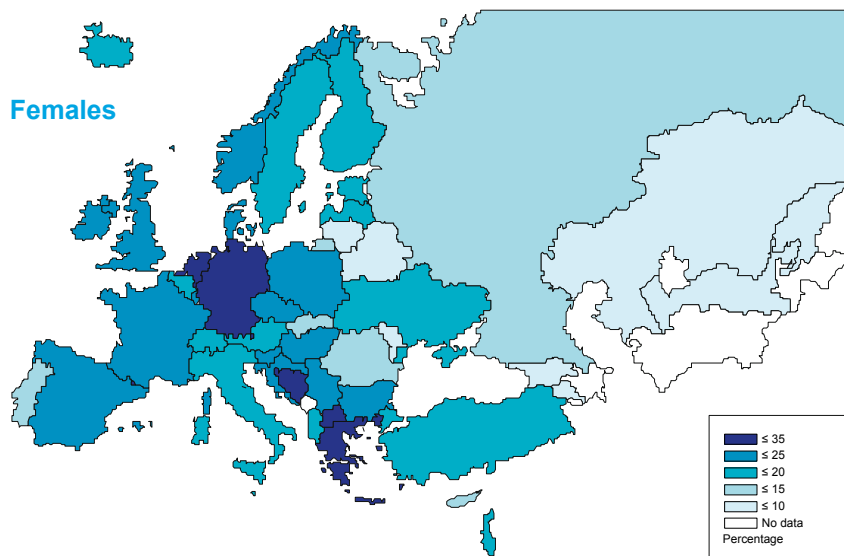 Females
≤ 35
≤ 25
≤ 20
≤ 15
≤ 10
No data
Percentage